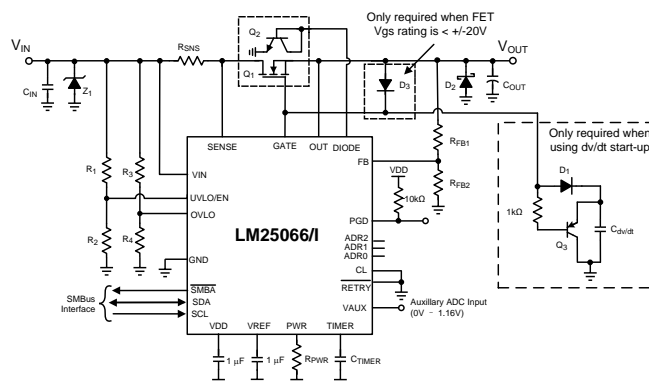 Only required when FET
Vgs rating is < +/-20V
Q2
VIN
RSNS
VOUT
Q1
D3
D2
COUT
CIN
Z1
Only required when
using dv/dt start-up
SENSE
GATE
OUT
DIODE
RFB1
R1
R3
VIN
FB
VDD
D1
UVLO/EN
RFB2
10kΩ
1kΩ
OVLO
PGD
Cdv/dt
R2
R4
LM25066/I
ADR2
ADR1
ADR0
Q3
GND
CL
RETRY
SMBus
Interface
SMBA
SDA
SCL
VAUX
Auxillary ADC Input
(0V - 1.16V)
VDD
VREF
PWR
TIMER
1 μF
1 μF
RPWR
CTIMER